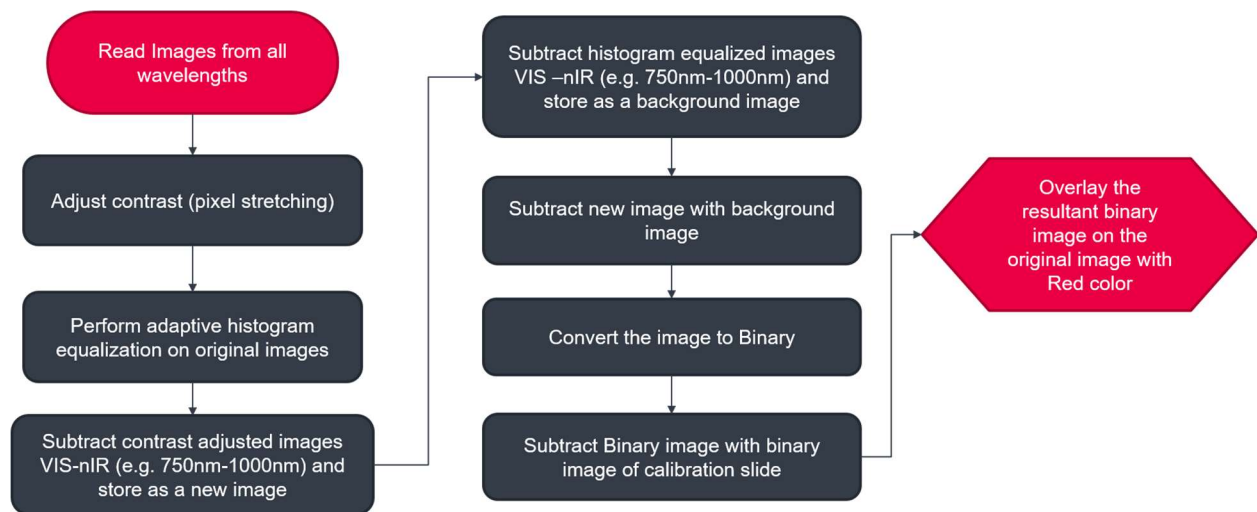 Read Images from all
wavelengths
Adjust contrast (pixel stretching)
Perform adaptive histogram
equalization on original images
Subtract contrast adjusted images
VIS-nIR (e.g. 750nm-1000nm) and
store as a new image
Subtract histogram equalized images
VIS –nIR (e.g. 750nm-1000nm) and
store as a background image
Subtract new image with background
image
Convert the image to Binary
Subtract Binary image with binary
image of calibration slide
Overlay the
resultant binary
image on the
original image with
Red color